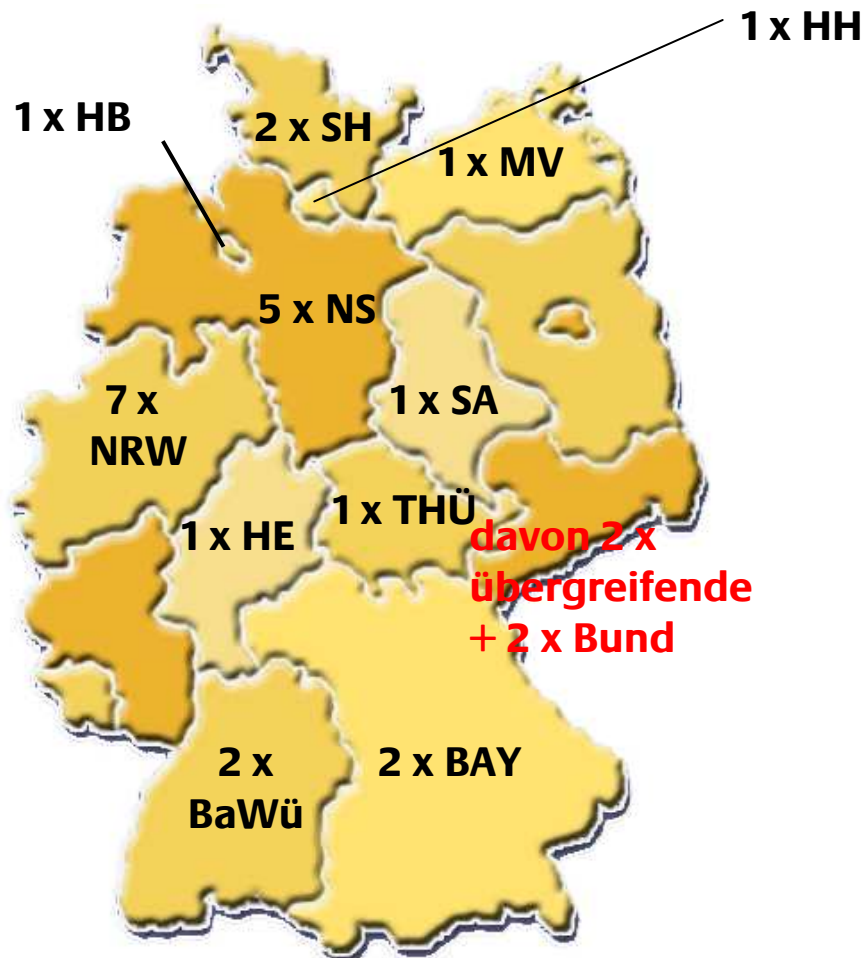 1 x HH
1 x HB
2 x SH
1 x MV
5 x NS
7 x
NRW
1 x SA
1 x HE
1 x THÜ
davon 2 x
übergreifende
+ 2 x Bund
2 x
BaWü
2 x BAY